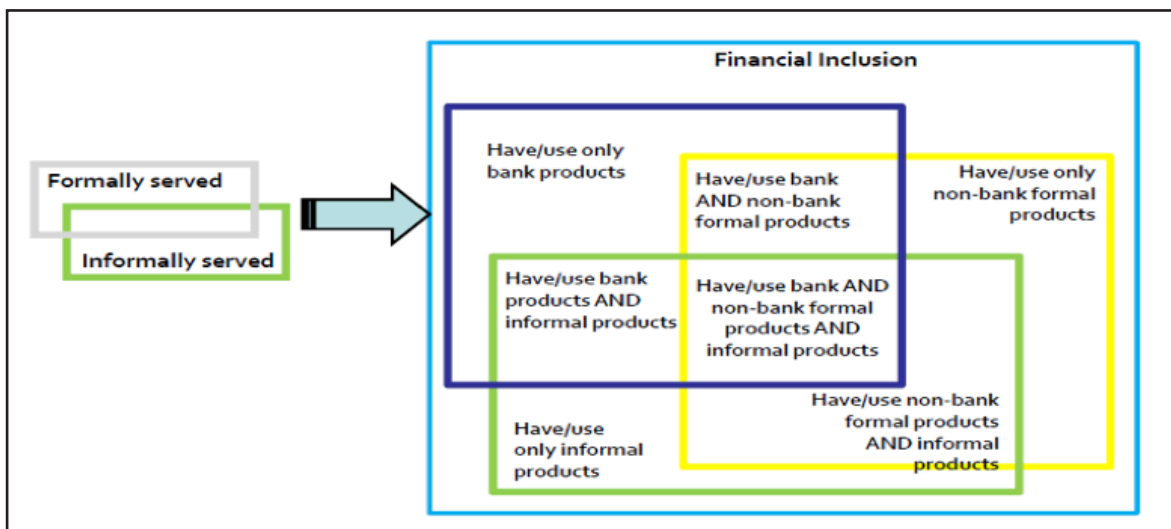 Financial Inclusion
Formally served
Informally served
Have/use only
bank products
Have/use bank
AND non-bank
formal products
Have/use only
non-bank formal
products
Have/use bank
products AND
informal products
Have/use bank AND
non-bank formal
products AND
informal products
Have/use
only informal
products
Have/use non-bank
formal products
AND informal
products